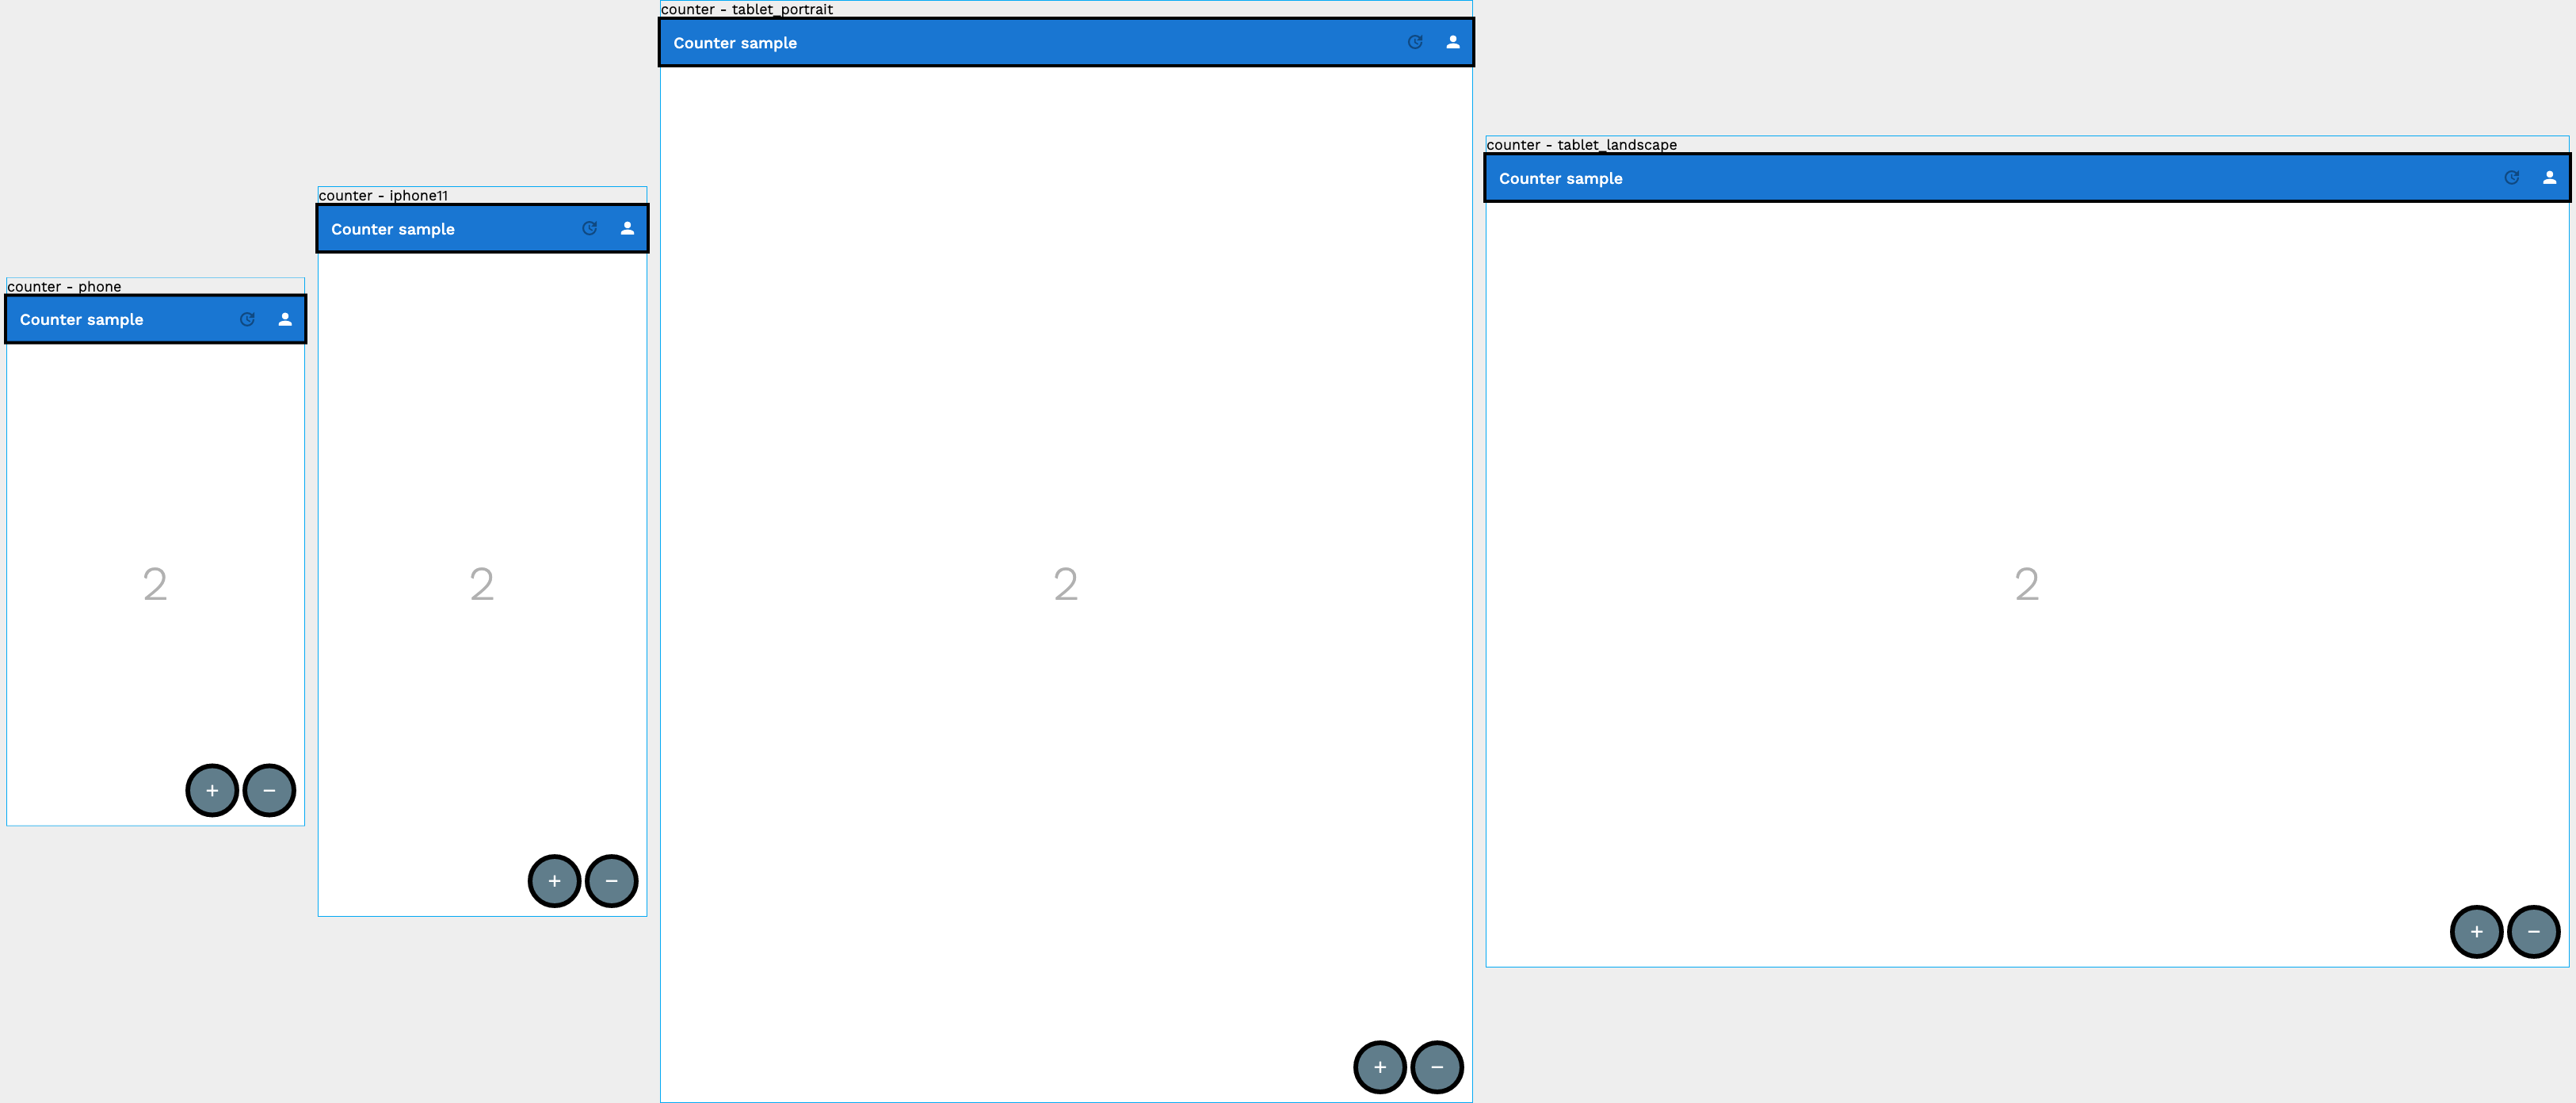 counter - phone
Counter sample
2
+ −
counter - iphone11
Counter sample
2
+ −
counter - tablet_portrait
Counter sample
2
+ −
counter - tablet_landscape
Counter sample
2
+ −